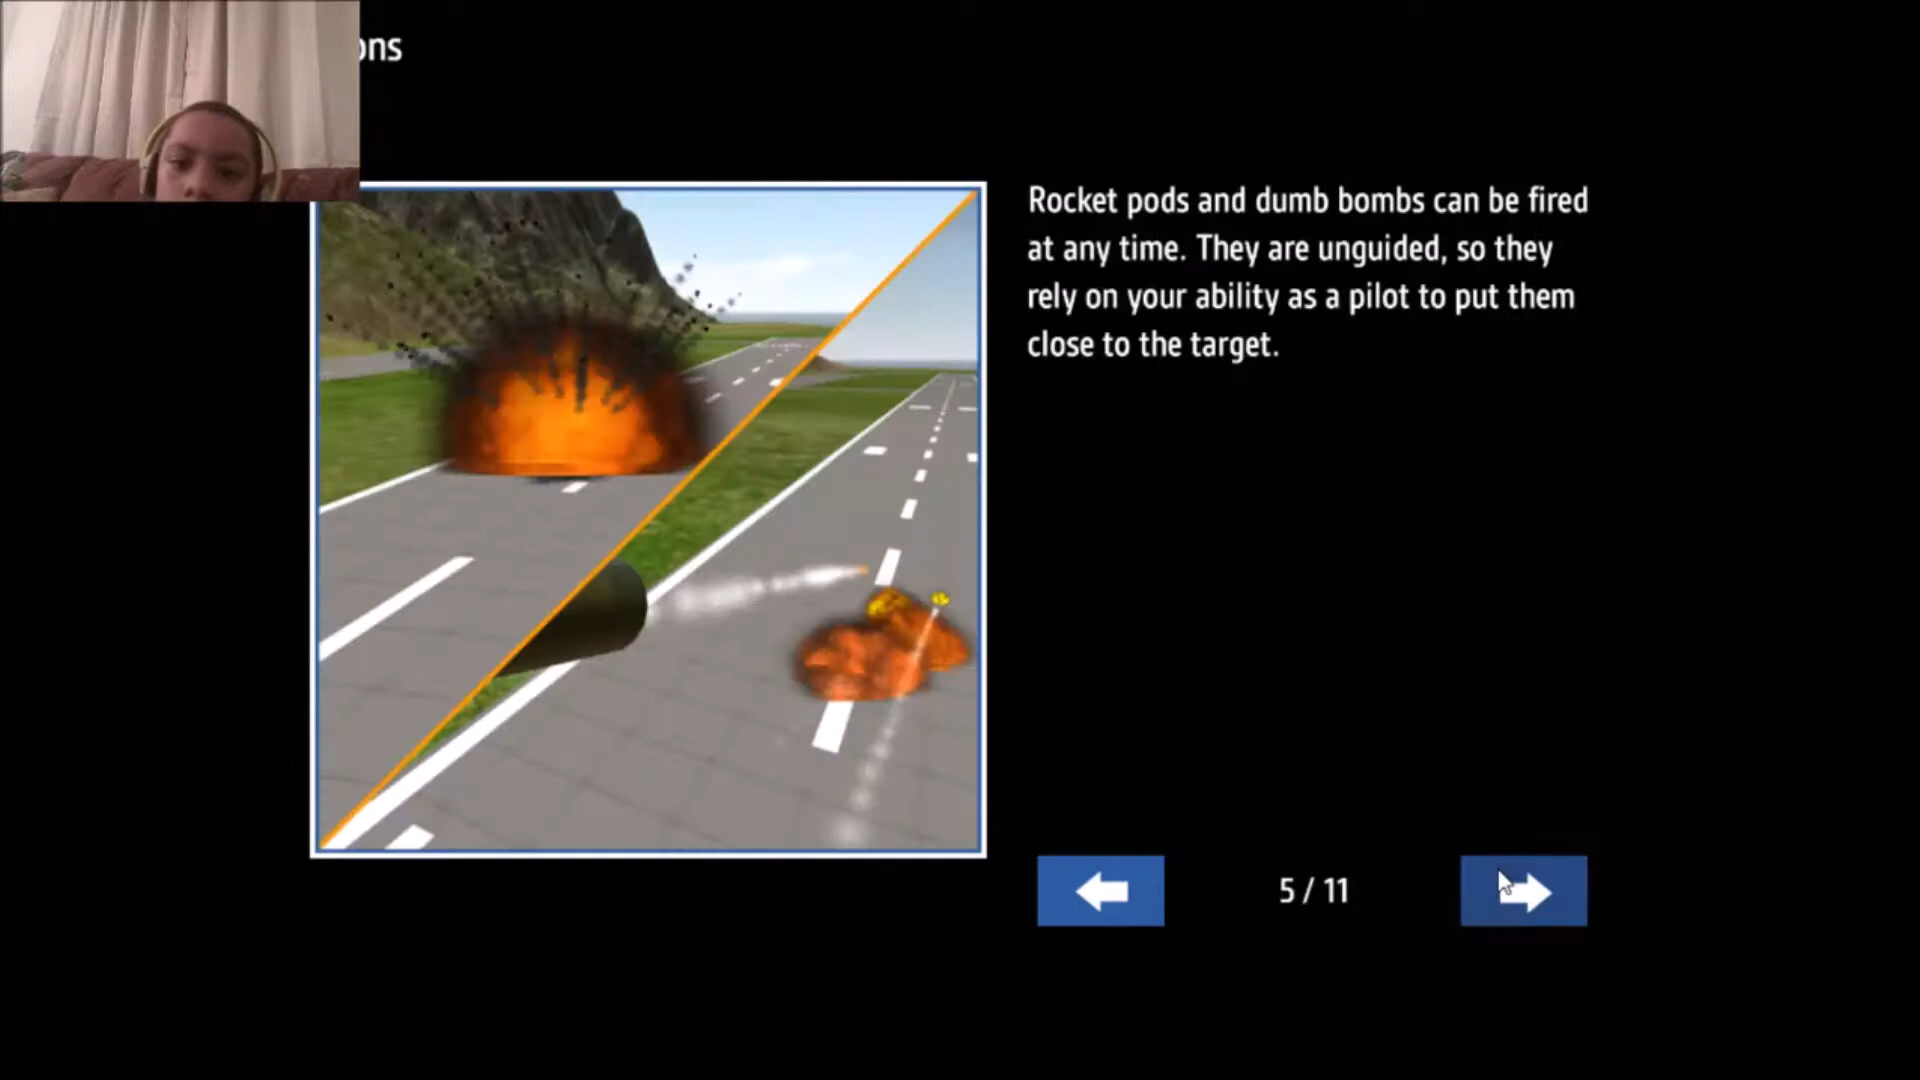 ons
Rocket pods and dumb bombs can be fired
at any time. They are unguided, so they
rely on your ability as a pilot to put them
close to the target.
5 / 11